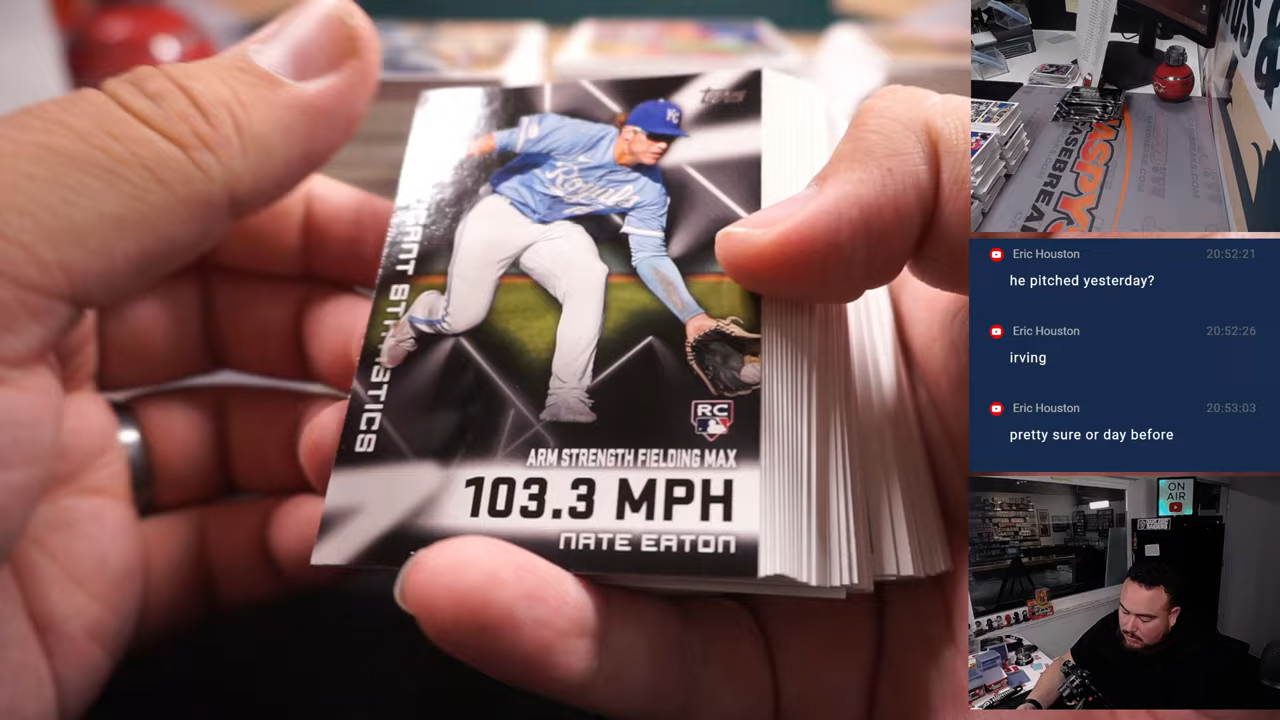 Topps
KC
Royals
RC
ARM STRENGTH FIELDING MAX
103.3 MPH
NATE EATON
Eric Houston
20:52:21
he pitched yesterday?
Eric Houston
20:52:26
irving
Eric Houston
20:53:03
pretty sure or day before
ON
AIR